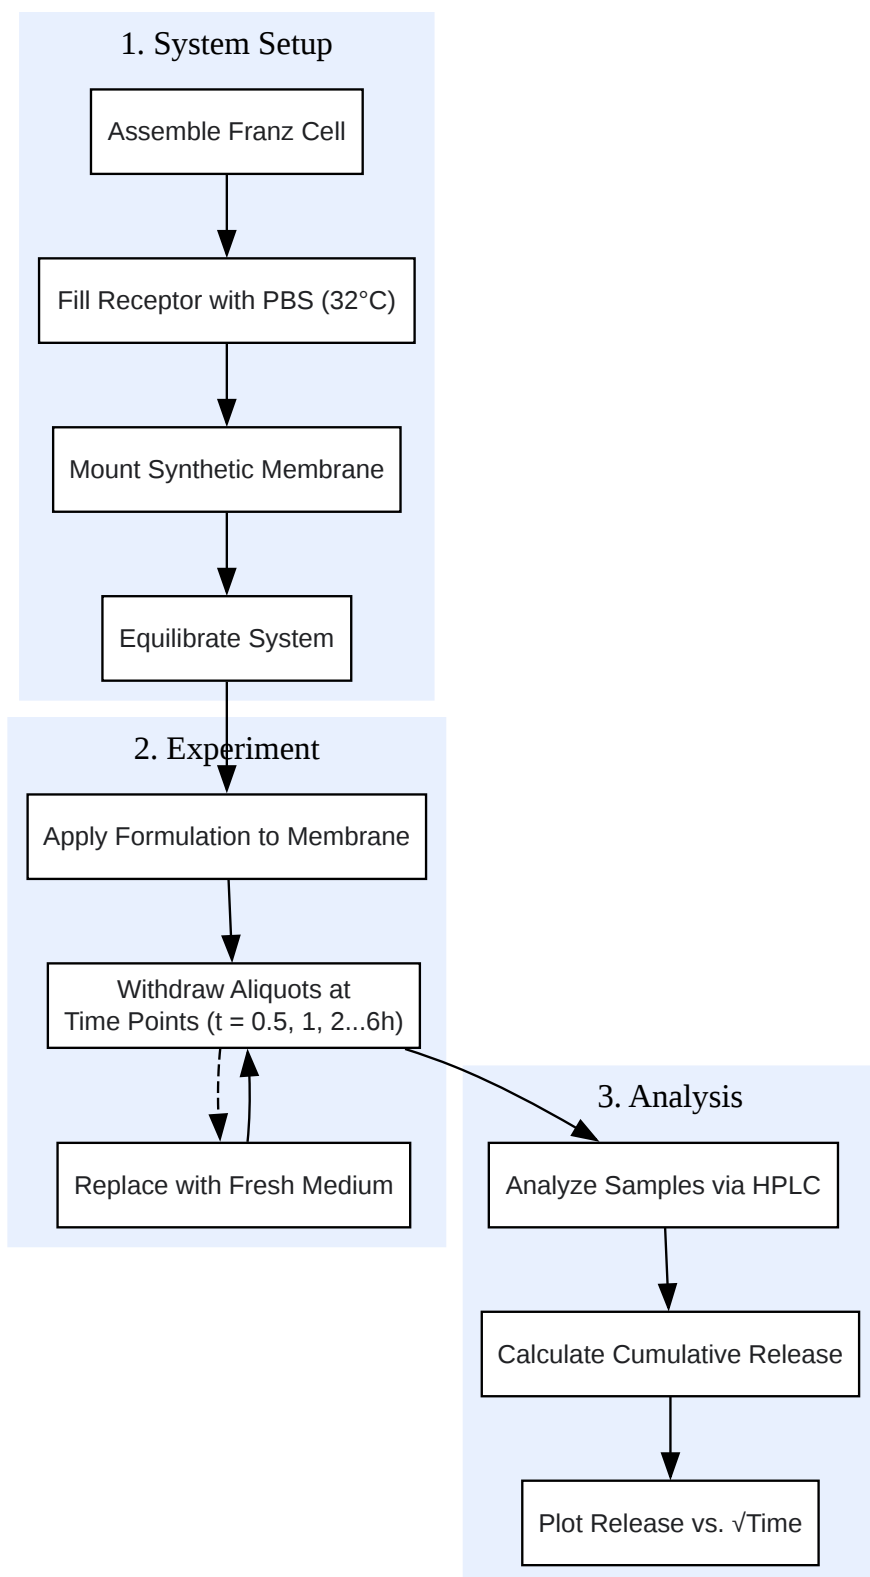 1. System Setup
Assemble Franz Cell
Fill Receptor with PBS (32°C)
Mount Synthetic Membrane
Equilibrate System
2. Experiment
Apply Formulation to Membrane
Withdraw Aliquots at
Time Points (t = 0.5, 1, 2...6h)
Replace with Fresh Medium
3. Analysis
Analyze Samples via HPLC
Calculate Cumulative Release
Plot Release vs. √Time